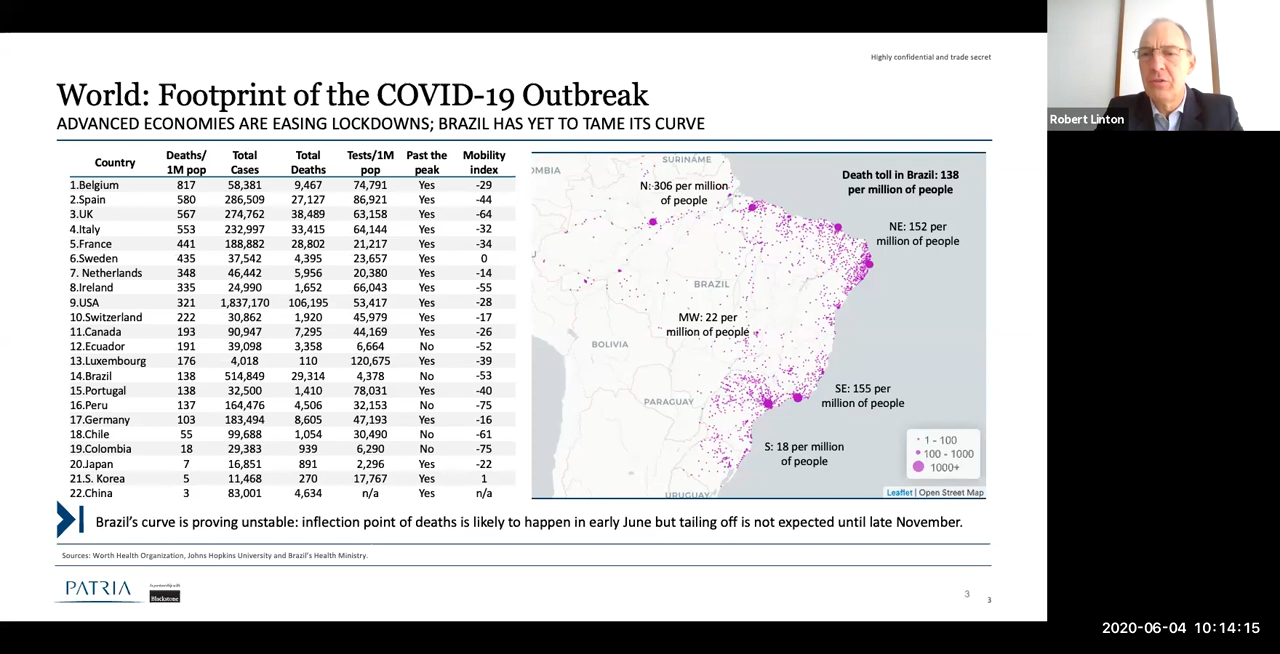 Highly confidential and trade secret
World: Footprint of the COVID-19 Outbreak
ADVANCED ECONOMIES ARE EASING LOCKDOWNS; BRAZIL HAS YET TO TAME ITS CURVE
Robert Linton
Country Deaths/ 1M pop Total Cases Total Deaths Tests/1M pop Past the peak Mobility index
1.Belgium 817 58,381 9,467 74,791 Yes -29
2.Spain 580 286,509 27,127 86,921 Yes -44
3.UK 567 274,762 38,489 63,158 Yes -64
4.Italy 553 232,997 33,415 64,144 Yes -32
5.France 441 188,882 28,802 21,217 Yes -34
6.Sweden 435 37,542 4,395 23,657 Yes 0
7. Netherlands 348 46,442 5,956 20,380 Yes -14
8.Ireland 335 24,990 1,652 66,043 Yes -55
9.USA 321 1,837,170 106,195 53,417 Yes -28
10.Switzerland 222 30,862 1,920 45,979 Yes -17
11.Canada 193 90,947 7,295 44,169 Yes -26
12.Ecuador 191 39,098 3,358 6,664 No -52
13.Luxembourg 176 4,018 110 120,675 Yes -39
14.Brazil 138 514,849 29,314 4,378 No -53
15.Portugal 138 32,500 1,410 78,031 Yes -40
16.Peru 137 164,476 4,506 32,153 No -75
17.Germany 103 183,494 8,605 47,193 Yes -16
18.Chile 55 99,688 1,054 30,490 No -61
19.Colombia 18 29,383 939 6,290 No -75
20.Japan 7 16,851 891 2,296 Yes -22
21.S. Korea 5 11,468 270 17,767 Yes 1
22.China 3 83,001 4,634 n/a Yes n/a
SURINAME
OMBIA
N: 306 per million
of people
Death toll in Brazil: 138
per million of people
NE: 152 per
million of people
BRAZIL
MW: 22 per
million of people
BOLIVIA
PARAGUAY
SE: 155 per
million of people
S: 18 per million
of people
URUGUAY
1 - 100
100 - 1000
1000+
Leaflet | Open Street Map
Brazil's curve is proving unstable: inflection point of deaths is likely to happen in early June but tailing off is not expected until late November.
Sources: Worth Health Organization, Johns Hopkins University and Brazil's Health Ministry.
PATRIA
In partnership with
Blackstone
3
3
2020-06-04 10:14:15